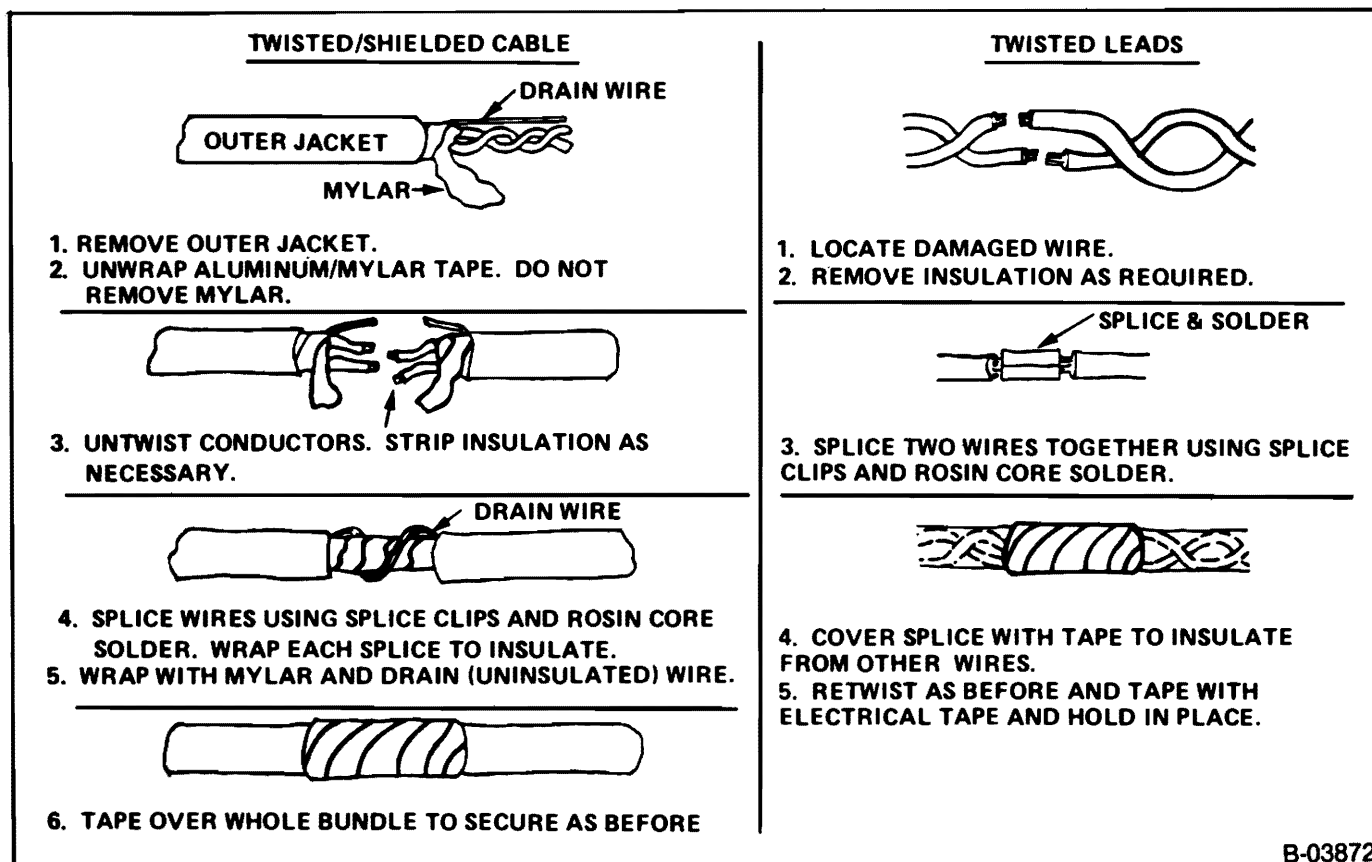 TWISTED/SHIELDED CABLE
DRAIN WIRE
OUTER JACKET
MYLAR
1. REMOVE OUTER JACKET.
2. UNWRAP ALUMINUM/MYLAR TAPE. DO NOT
REMOVE MYLAR.
3. UNTWIST CONDUCTORS. STRIP INSULATION AS
NECESSARY.
DRAIN WIRE
4. SPLICE WIRES USING SPLICE CLIPS AND ROSIN CORE
SOLDER. WRAP EACH SPLICE TO INSULATE.
5. WRAP WITH MYLAR AND DRAIN (UNINSULATED) WIRE.
6. TAPE OVER WHOLE BUNDLE TO SECURE AS BEFORE
TWISTED LEADS
1. LOCATE DAMAGED WIRE.
2. REMOVE INSULATION AS REQUIRED.
SPLICE & SOLDER
3. SPLICE TWO WIRES TOGETHER USING SPLICE
CLIPS AND ROSIN CORE SOLDER.
4. COVER SPLICE WITH TAPE TO INSULATE
FROM OTHER WIRES.
5. RETWIST AS BEFORE AND TAPE WITH
ELECTRICAL TAPE AND HOLD IN PLACE.
B-03872